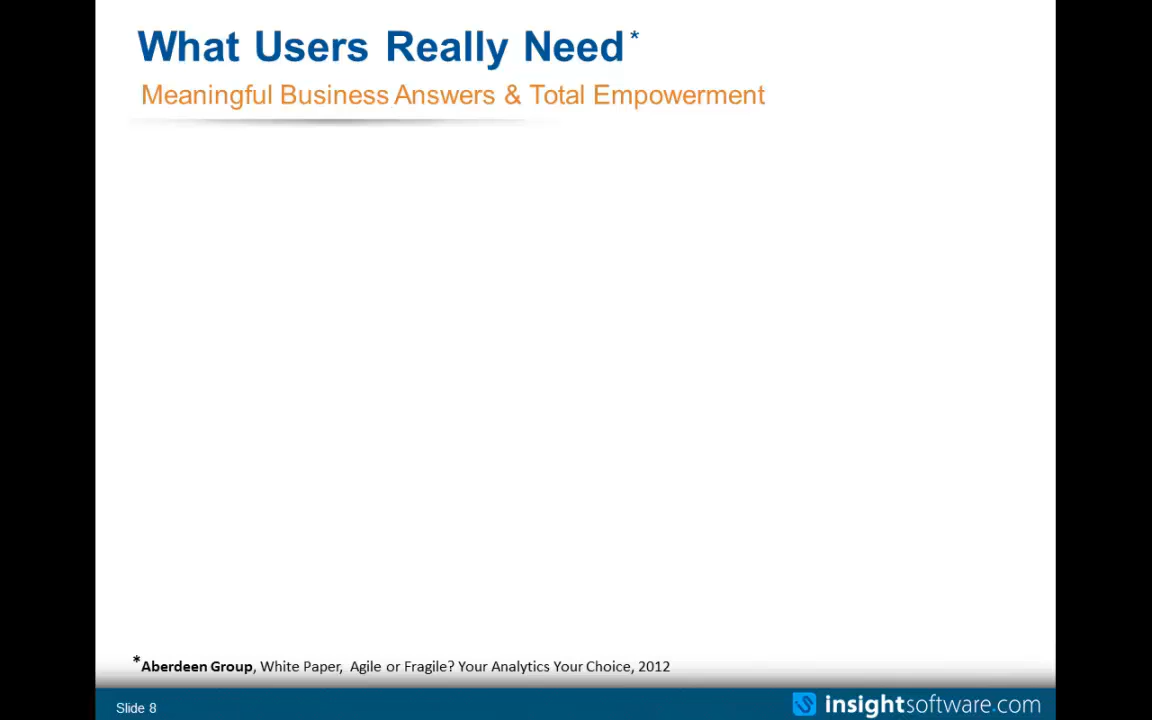 What Users Really Need*
Meaningful Business Answers & Total Empowerment
*Aberdeen Group, White Paper, Agile or Fragile? Your Analytics Your Choice, 2012
Slide 8
insightsoftware.com